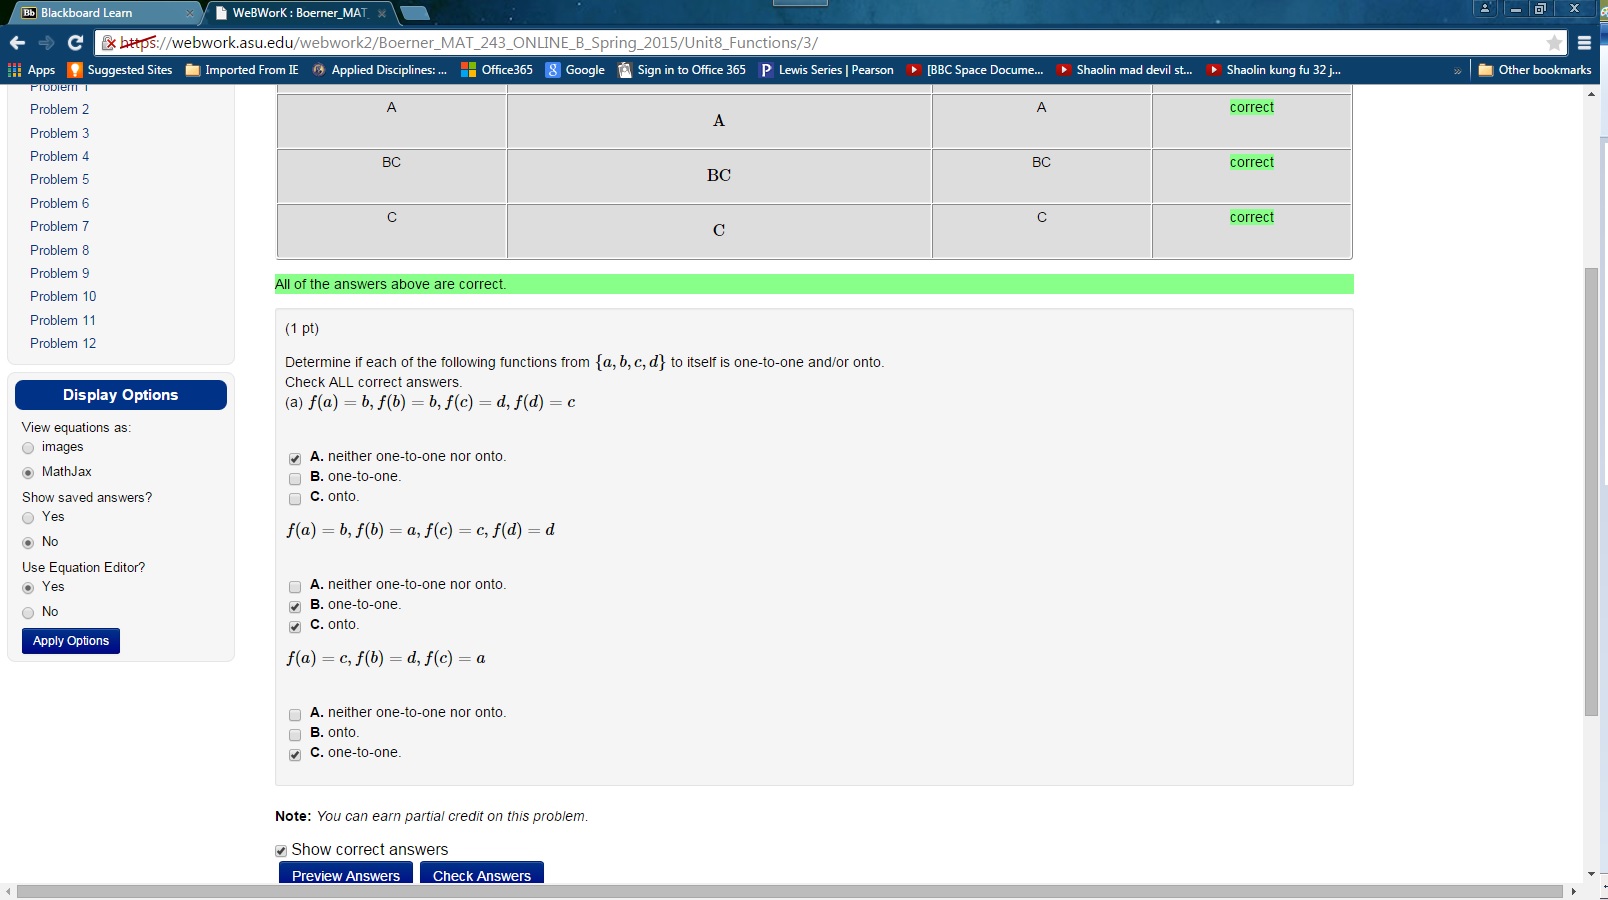 Blackboard Learn
WeBWorK : Boerner_MAT_
https://webwork.asu.edu/webwork2/Boerner_MAT_243_ONLINE_B_Spring_2015/Unit8_Functions/3/
Apps Suggested Sites Imported From IE Applied Disciplines: ... Office365 Google Sign in to Office 365 Lewis Series | Pearson [BBC Space Docume... Shaolin mad devil st... Shaolin kung fu 32 j... » Other bookmarks
Problem 1
Problem 2
Problem 3
Problem 4
Problem 5
Problem 6
Problem 7
Problem 8
Problem 9
Problem 10
Problem 11
Problem 12
Display Options
View equations as:
images
MathJax
Show saved answers?
Yes
No
Use Equation Editor?
Yes
No
Apply Options
A A A correct
BC BC BC correct
C C C correct
All of the answers above are correct.
(1 pt)
Determine if each of the following functions from {a, b, c, d} to itself is one-to-one and/or onto.
Check ALL correct answers.
(a) f(a) = b, f(b) = b, f(c) = d, f(d) = c
A. neither one-to-one nor onto.
B. one-to-one.
C. onto.
f(a) = b, f(b) = a, f(c) = c, f(d) = d
A. neither one-to-one nor onto.
B. one-to-one.
C. onto.
f(a) = c, f(b) = d, f(c) = a
A. neither one-to-one nor onto.
B. onto.
C. one-to-one.
Note: You can earn partial credit on this problem.
Show correct answers
Preview Answers Check Answers